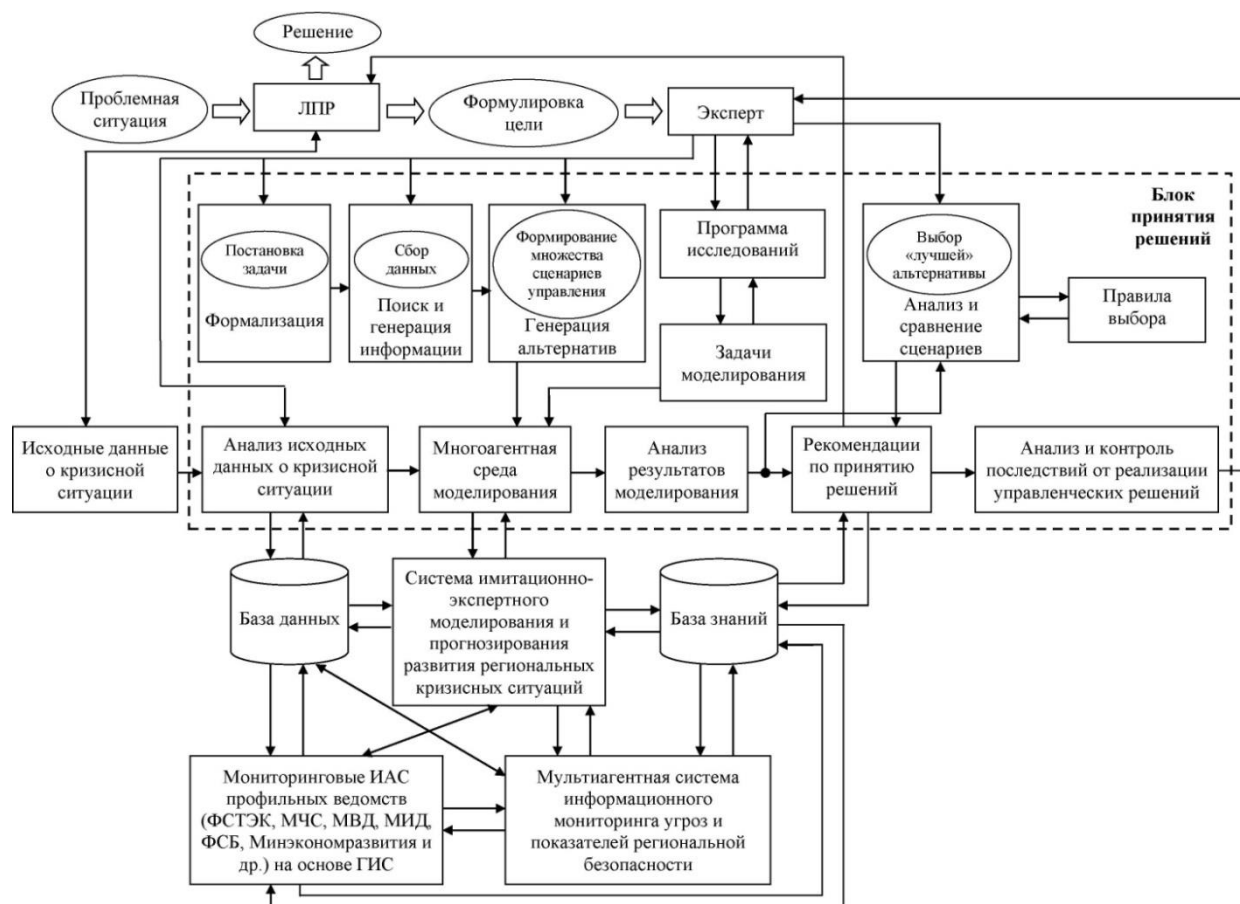 Решение
Проблемная
ситуация
ЛПР
Формулировка
цели
Эксперт
Блок
принятия
решений
Постановка
задачи
Формализация
Сбор
данных
Поиск и
генерация
информации
Формирование
множества
сценариев
управления
Генерация
альтернатив
Программа
исследований
Задачи
моделирования
Выбор
«лучшей»
альтернативы
Анализ и
сравнение
сценариев
Правила
выбора
Исходные данные
о кризисной
ситуации
Анализ исходных
данных о кризисной
ситуации
Многоагентная
среда
моделирования
Анализ
результатов
моделирования
Рекомендации
по принятию
решений
Анализ и контроль
последствий от реализации
управленческих решений
База данных
Система имитационно-
экспертного
моделирования и
прогнозирования
развития региональных
кризисных ситуаций
База знаний
Мониторинговые ИАС
профильных ведомств
(ФСТЭК, МЧС, МВД, МИД,
ФСБ, Минэкономразвития и
др.) на основе ГИС
Мультиагентная система
информационного
мониторинга угроз и
показателей региональной
безопасности